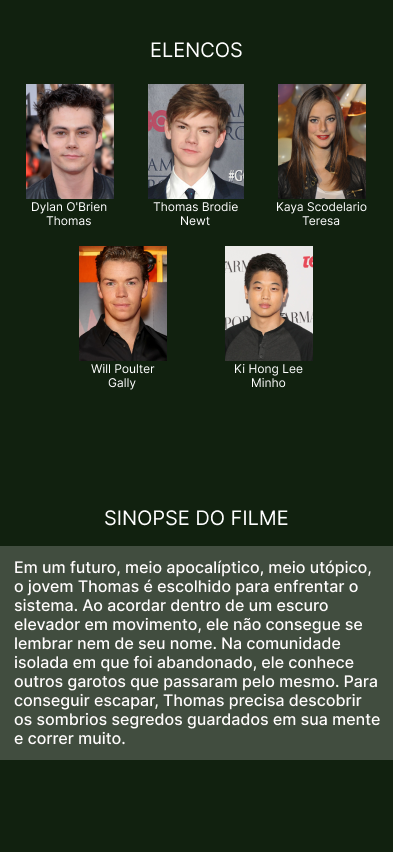 ELENCOS
Dylan O'Brien
Thomas
Thomas Brodie
Newt
Kaya Scodelario
Teresa
#G
Will Poulter
Gally
Ki Hong Lee
Minho
SINOPSE DO FILME
Em um futuro, meio apocalíptico, meio utópico,
o jovem Thomas é escolhido para enfrentar o
sistema. Ao acordar dentro de um escuro
elevador em movimento, ele não consegue se
lembrar nem de seu nome. Na comunidade
isolada em que foi abandonado, ele conhece
outros garotos que passaram pelo mesmo. Para
conseguir escapar, Thomas precisa descobrir
os sombrios segredos guardados em sua mente
e correr muito.